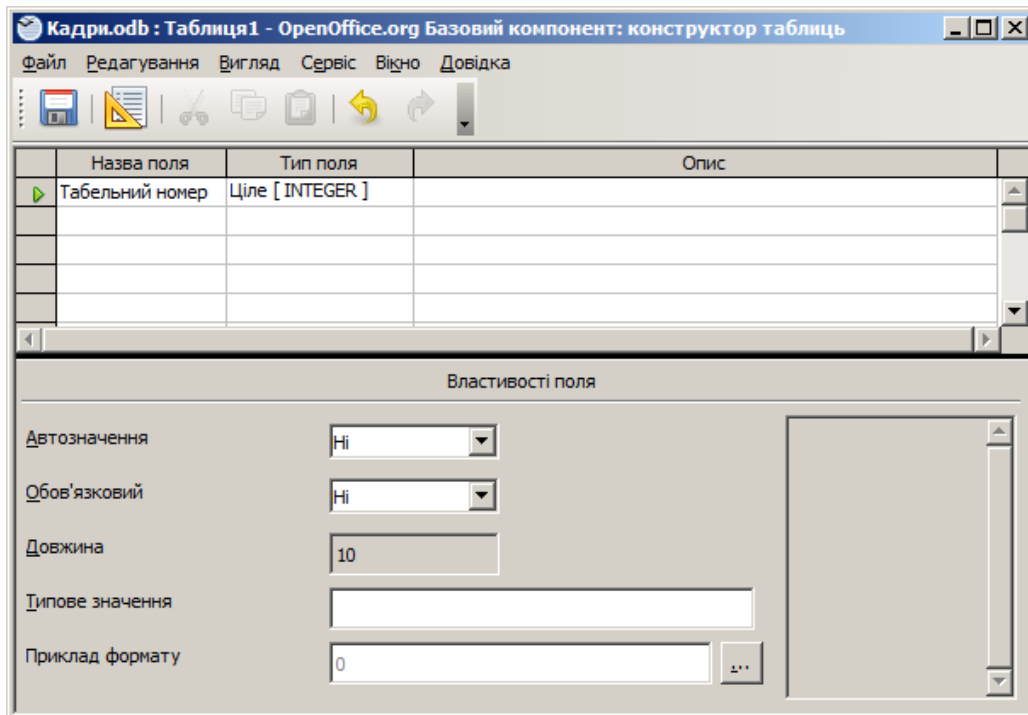 Кадри.odb : Таблиця1 - OpenOffice.org Базовий компонент: конструктор таблиць
Файл Редагування Вигляд Сервіс Вікно Довідка
Назва поля Тип поля Опис
Табельний номер Ціле [ INTEGER ]
Властивості поля
Автозначення Ні
Обов'язковий Ні
Довжина 10
Типове значення
Приклад формату 0 ...